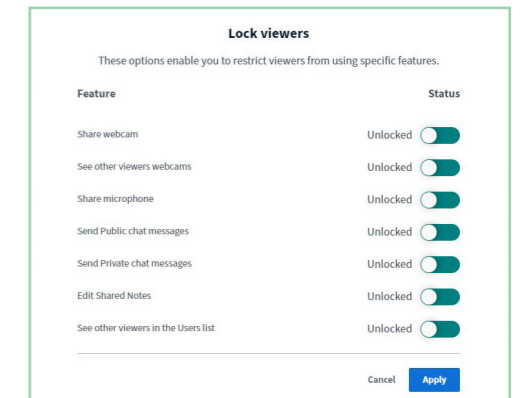 Lock viewers
These options enable you to restrict viewers from using specific features.
Feature Status
Share webcam Unlocked
See other viewers webcams Unlocked
Share microphone Unlocked
Send Public chat messages Unlocked
Send Private chat messages Unlocked
Edit Shared Notes Unlocked
See other viewers in the Users list Unlocked
Cancel Apply